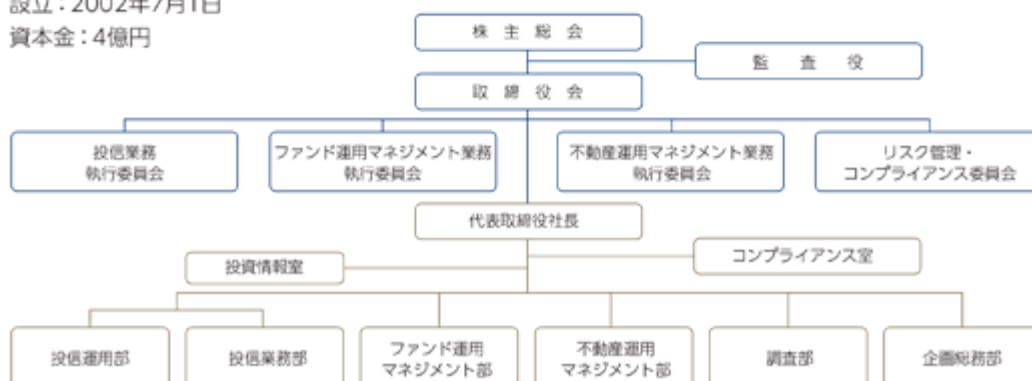 設立：2002年7月1日
資本金：4億円
株主総会
監査役
取締役会
投信業務
執行委員会
ファンド運用マネジメント業務
執行委員会
不動産運用マネジメント業務
執行委員会
リスク管理・
コンプライアンス委員会
代表取締役社長
投資情報室
コンプライアンス室
投信運用部
投信業務部
ファンド運用
マネジメント部
不動産運用
マネジメント部
調査部
企画総務部